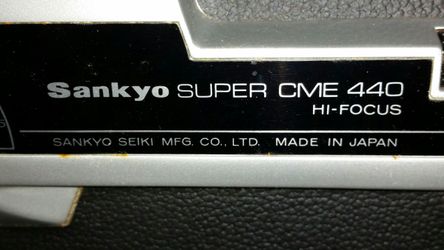 Sankyo SUPER CME 440
HI-FOCUS
SANKYO SEIKI MFG. CO., LTD. MADE IN JAPAN